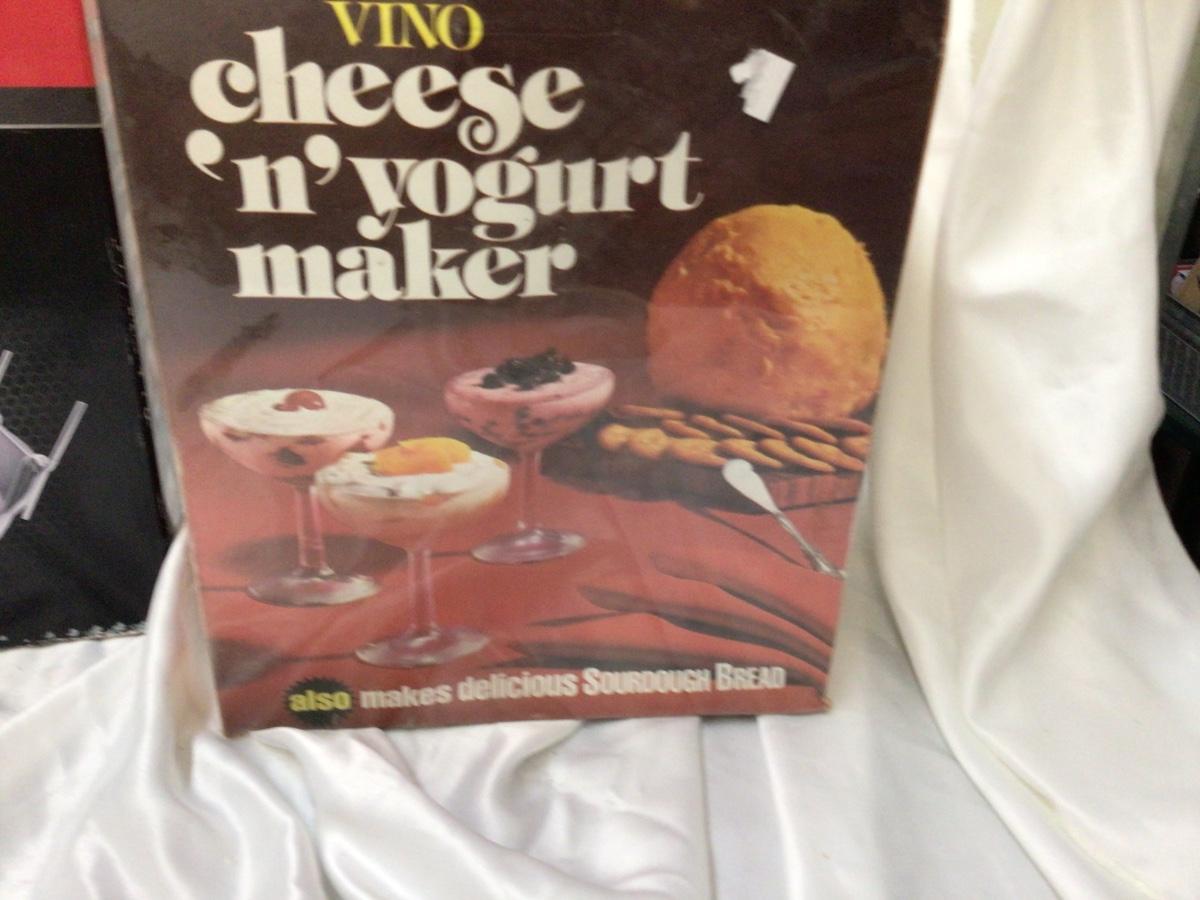 VINO
cheese
'n' yogurt
maker
also makes delicious SOURDOUGH BREAD